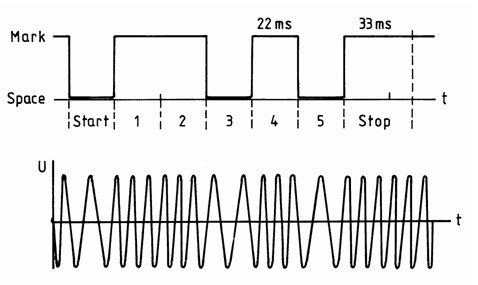 Mark 22 ms 33 ms
Space t
Start 1 2 3 4 5 Stop
U
t